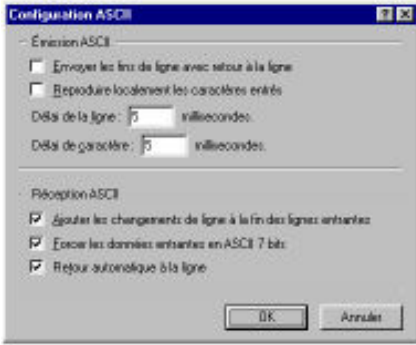 Configuration ASCII
Émission ASCII
Envoyer les fins de ligne avec retour à la ligne
Reproduire localement les caractères entrés
Délai de la ligne : 5 millisecondes.
Délai de caractère : 5 millisecondes.
Réception ASCII
Ajouter les changements de ligne à la fin des lignes entrantes
Forcer les données entrantes en ASCII 7 bits
Retour automatique à la ligne
OK Annuler